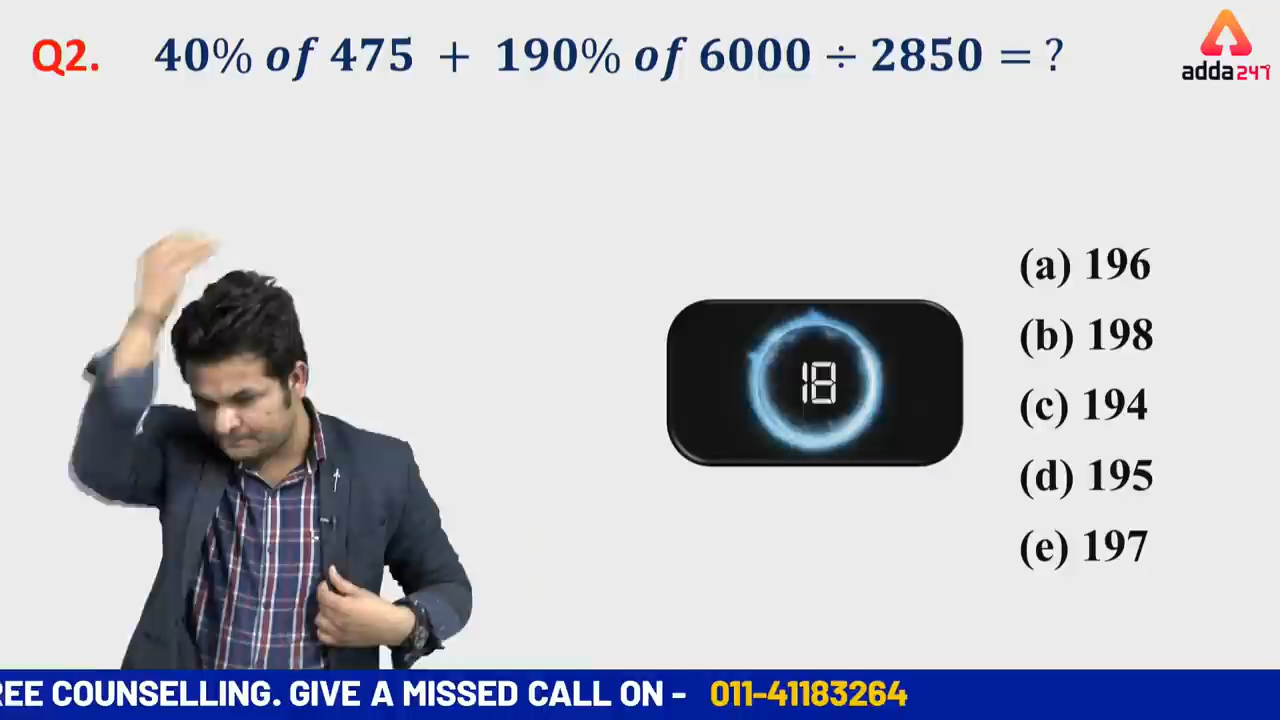 Q2. 40% of 475 + 190% of 6000 ÷ 2850 = ?
adda247
18
(a) 196
(b) 198
(c) 194
(d) 195
(e) 197
REE COUNSELLING. GIVE A MISSED CALL ON - 011-41183264